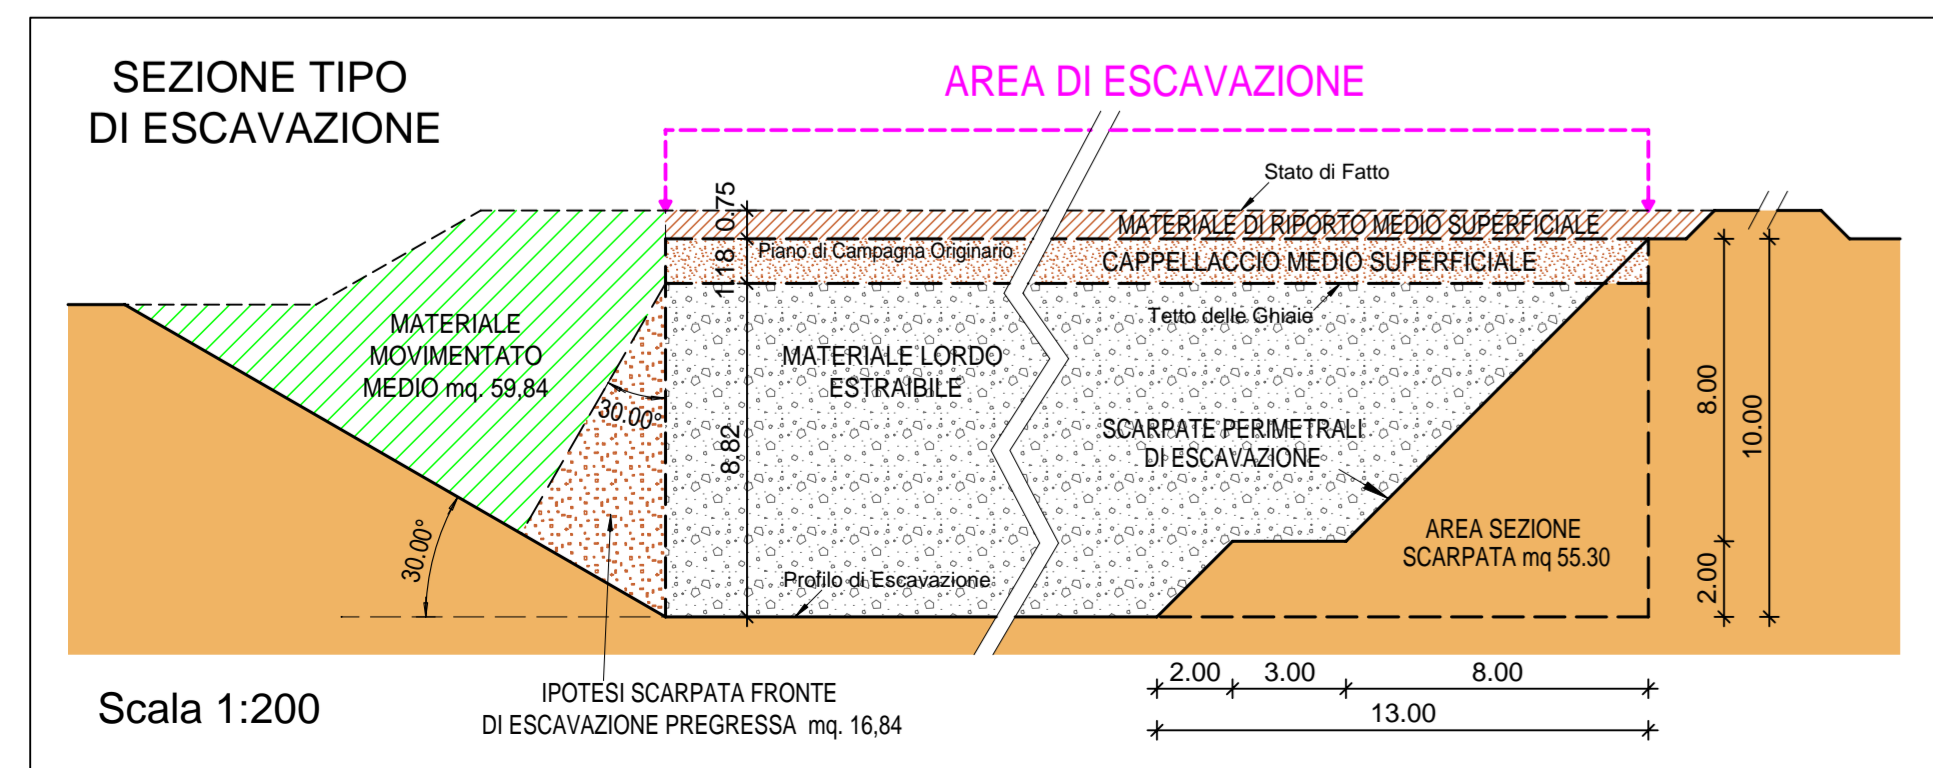 SEZIONE TIPO
DI ESCAVAZIONE
AREA DI ESCAVAZIONE
Stato di Fatto
0.75
MATERIALE DI RIPORTO MEDIO SUPERFICIALE
Piano di Campagna Originario
1.18
CAPPELLACCIO MEDIO SUPERFICIALE
Tetto delle Ghiaie
MATERIALE
MOVIMENTATO
MEDIO mq. 59,84
MATERIALE LORDO
ESTRAIBILE
30.00°
8.82
SCARPATE PERIMETRALI
DI ESCAVAZIONE
8.00
10.00
AREA SEZIONE
SCARPATA mq 55.30
30.00°
2.00
Profilo di Escavazione
IPOTESI SCARPATA FRONTE
DI ESCAVAZIONE PREGRESSA mq. 16,84
2.00
3.00
8.00
13.00
Scala 1:200